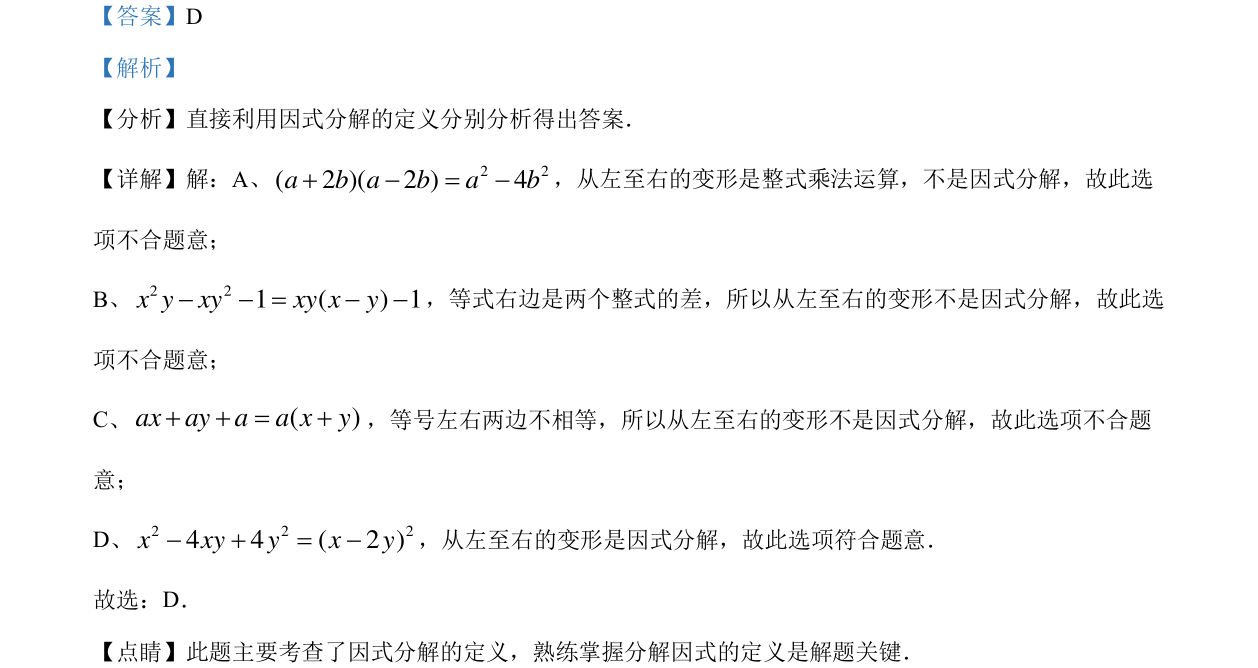 【答案】D
【解析】
【分析】直接利用因式分解的定义分别分析得出答案．
【详解】解：A、(a+2b)(a−2b)=a²−4b²，从左至右的变形是整式乘法运算，不是因式分解，故此选
项不合题意；
B、x²y−xy²−1=xy(x−y)−1，等式右边是两个整式的差，所以从左至右的变形不是因式分解，故此选
项不合题意；
C、ax+ay+a=a(x+y)，等号左右两边不相等，所以从左至右的变形不是因式分解，故此选项不合题
意；
D、x²−4xy+4y²=(x−2y)²，从左至右的变形是因式分解，故此选项符合题意．
故选：D．
【点睛】此题主要考查了因式分解的定义，熟练掌握分解因式的定义是解题关键．